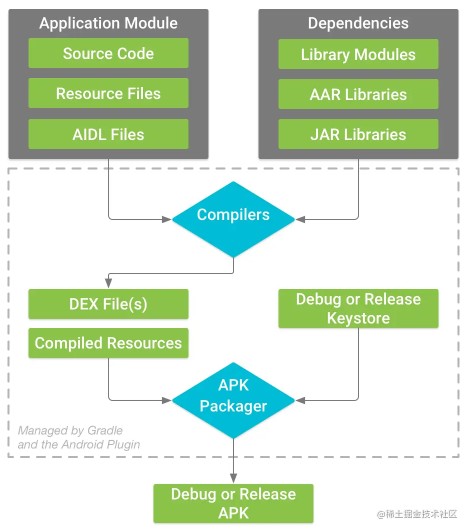 Application Module
Source Code
Resource Files
AIDL Files
Dependencies
Library Modules
AAR Libraries
JAR Libraries
Compilers
DEX File(s)
Compiled Resources
Debug or Release
Keystore
APK
Packager
Managed by Gradle
and the Android Plugin
Debug or Release
APK
@稀土掘金技术社区